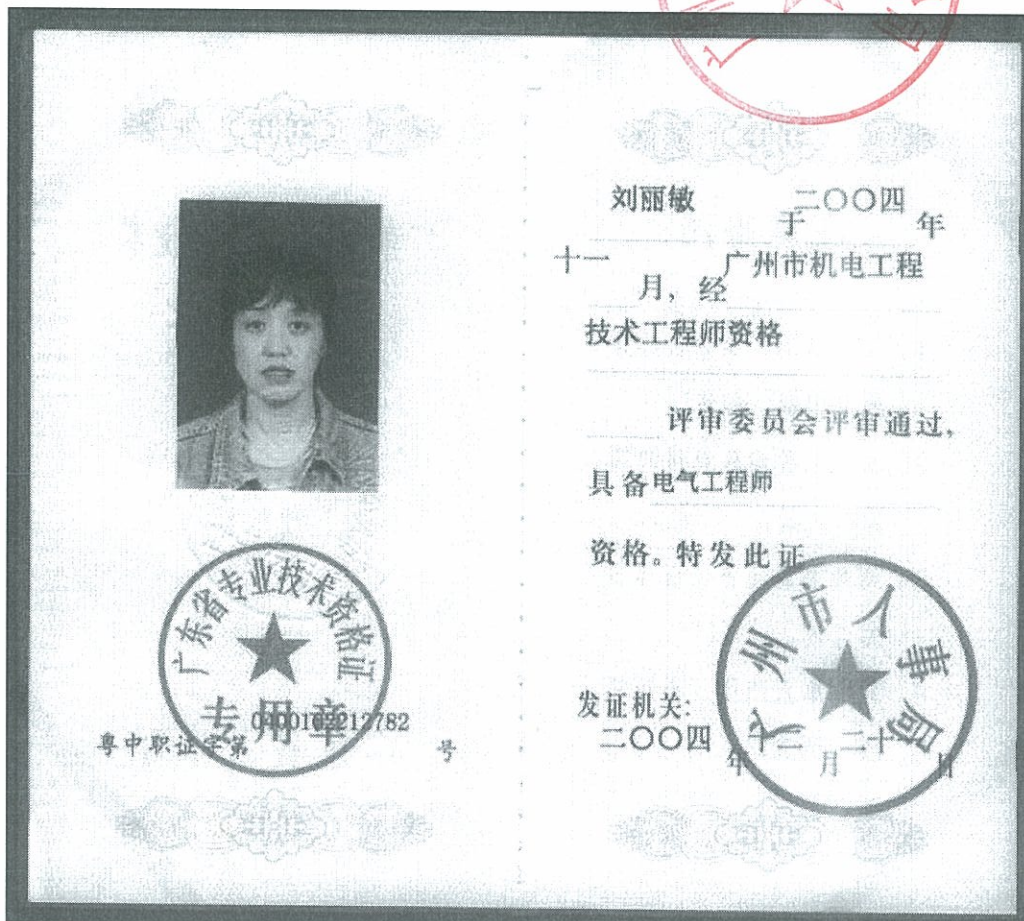 广东省专业技术资格证
专用章
0400102212782
粤中职证字第 号
刘丽敏 于二〇〇四年
十一月，经广州市机电工程
技术工程师资格
评审委员会评审通过，
具备电气工程师
资格。特发此证
广州市人事局
发证机关：
二〇〇四年 月二十 日